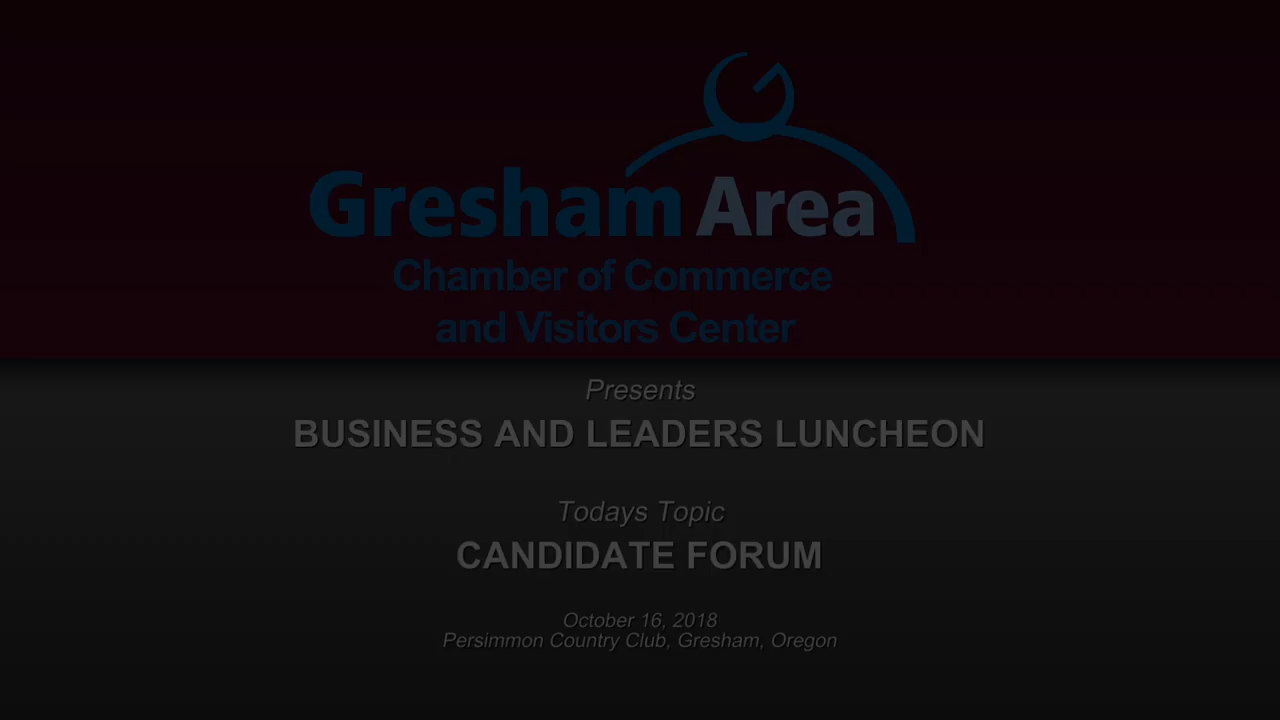 Gresham Area
Chamber of Commerce
and Visitors Center
Presents
BUSINESS AND LEADERS LUNCHEON
Todays Topic
CANDIDATE FORUM
October 16, 2018
Persimmon Country Club, Gresham, Oregon